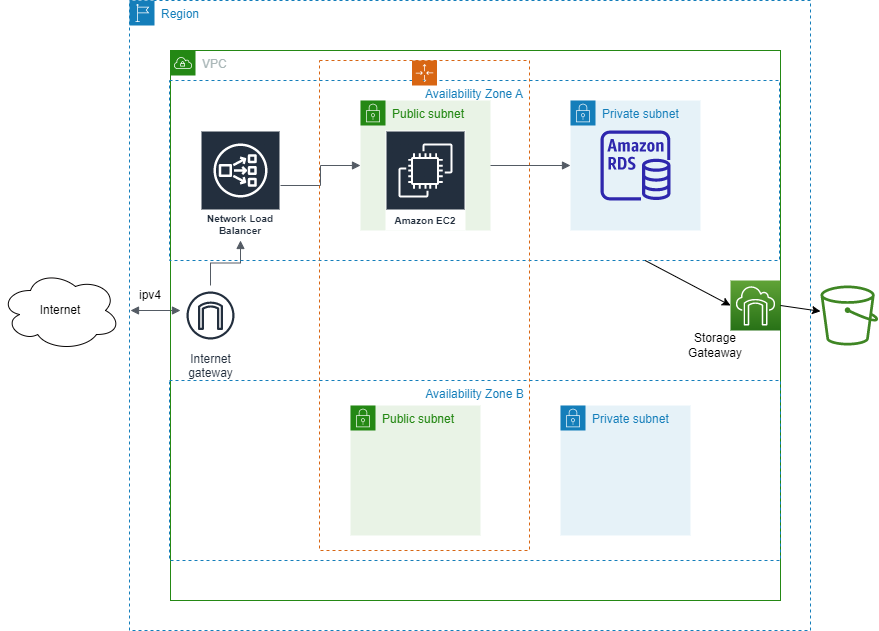 Region
VPC
Availability Zone A
Public subnet
Private subnet
Amazon
RDS
Network Load
Balancer
Amazon EC2
ipv4
Internet
Internet
gateway
Storage
Gateaway
Availability Zone B
Public subnet
Private subnet